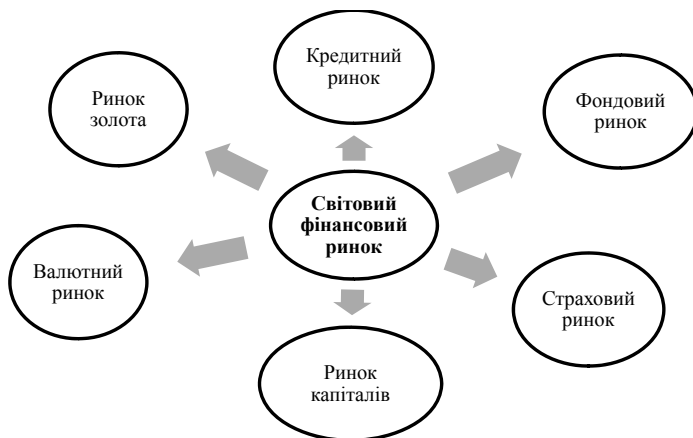 Кредитний
ринок
Ринок
золота
Фондовий
ринок
Світовий
фінансовий
ринок
Валютний
ринок
Страховий
ринок
Ринок
капіталів